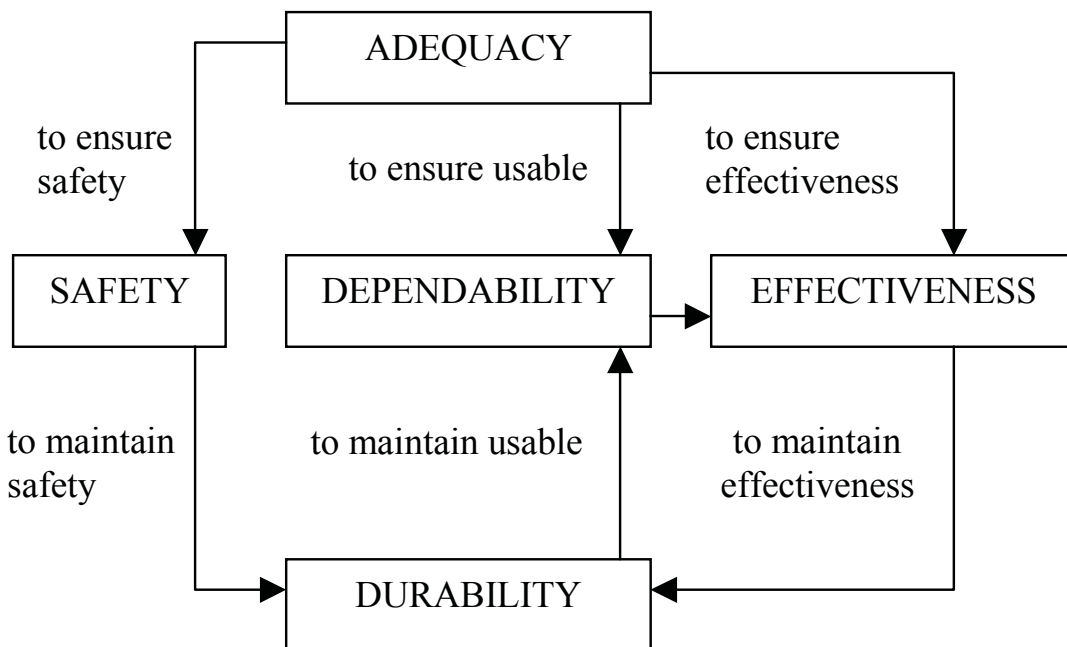 ADEQUACY
to ensure
safety
to ensure usable
to ensure
effectiveness
SAFETY
DEPENDABILITY
EFFECTIVENESS
to maintain
safety
to maintain usable
to maintain
effectiveness
DURABILITY